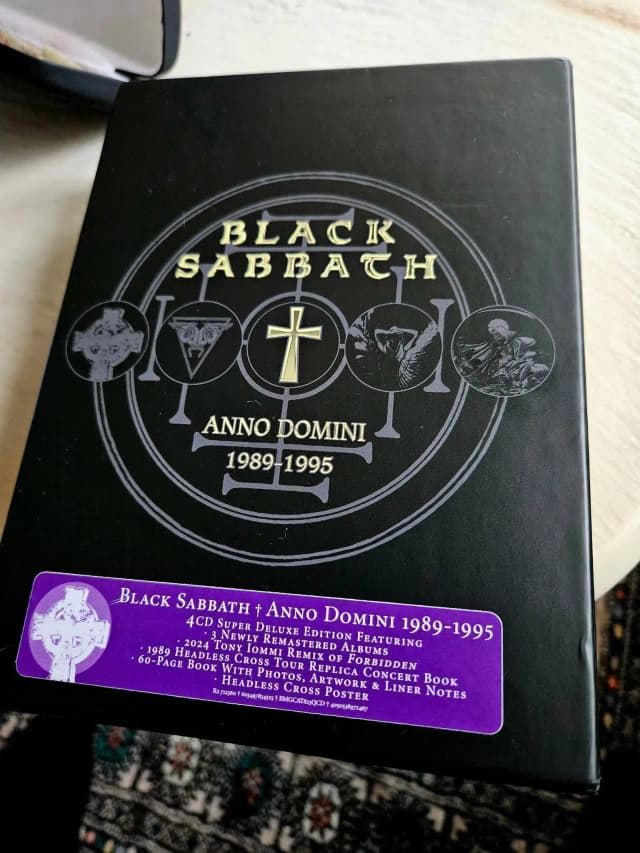 BLACK
SABBATH
ANNO DOMINI
1989-1995
BLACK SABBATH † ANNO DOMINI 1989-1995
4CD SUPER DELUXE EDITION FEATURING
· 3 NEWLY REMASTERED ALBUMS
· 2024 TONY IOMMI REMIX OF FORBIDDEN
· 1989 HEADLESS CROSS TOUR REPLICA CONCERT BOOK
· 60-PAGE BOOK WITH PHOTOS, ARTWORK & LINER NOTES
· HEADLESS CROSS POSTER